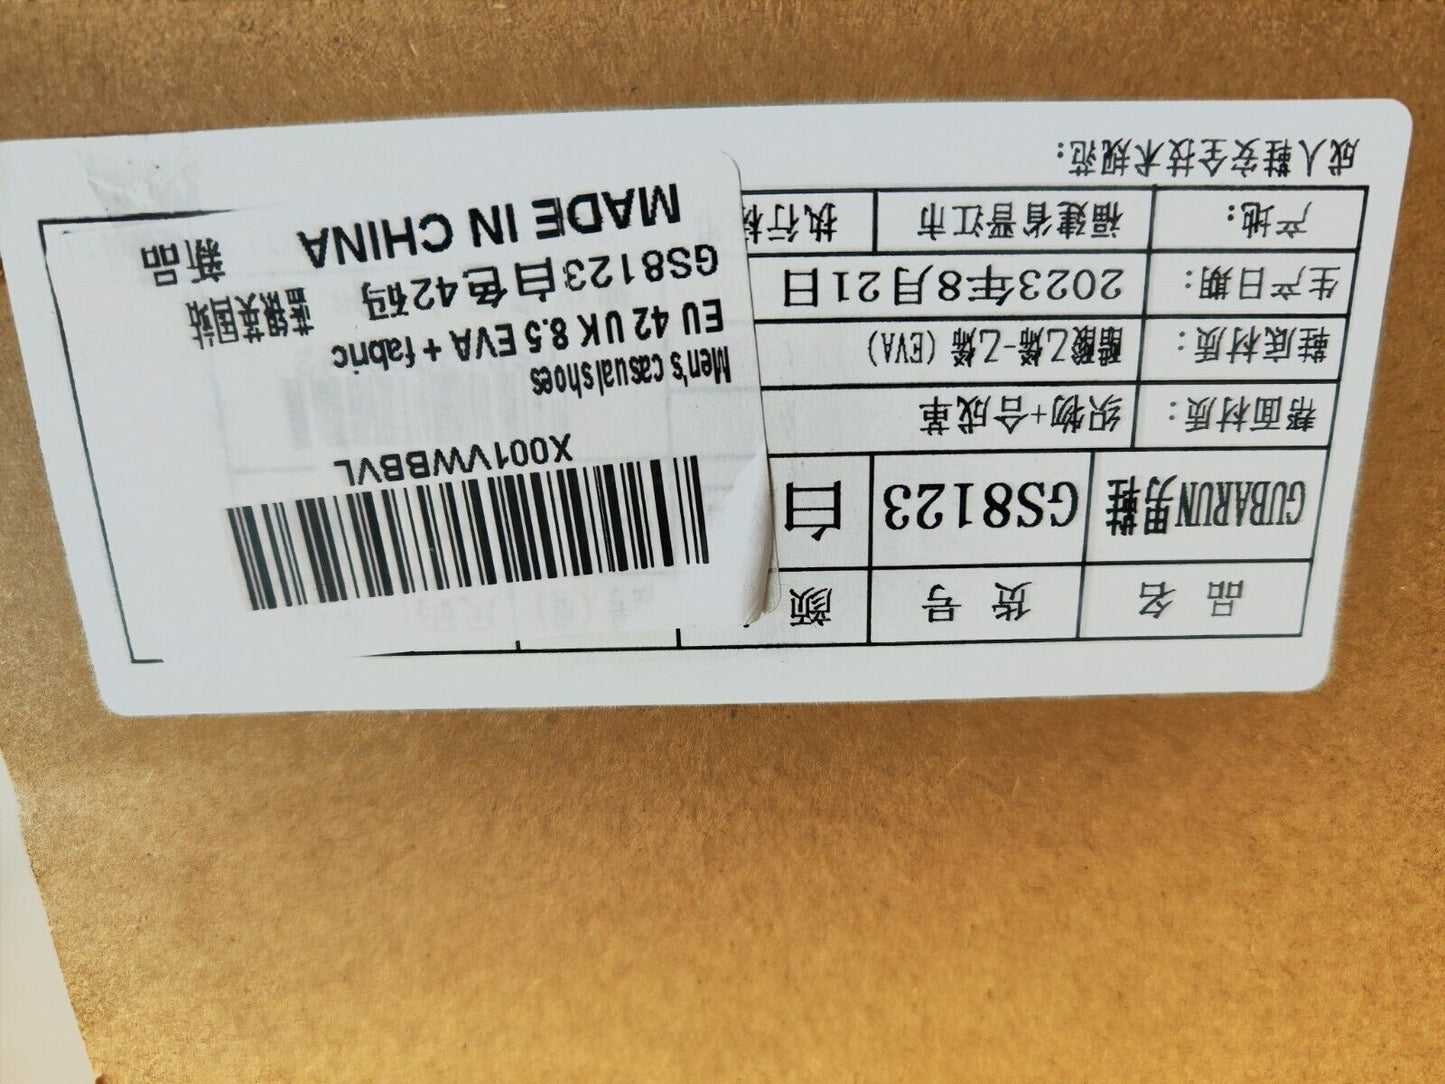 品 名
货 号
颜
GUBARUN男鞋
GS8123
白
帮面材质:
织物+合成革
鞋底材质:
醋酸乙烯-乙烯 (EVA)
生产日期:
2023年8月21日
产地:
福建省晋江市
执行标
成人鞋安全技术规范:
X001VWBBVL
Men's casual shoes
EU 42 UK 8.5 EVA + fabric
GS8123白色42码
英国站
MADE IN CHINA
新品